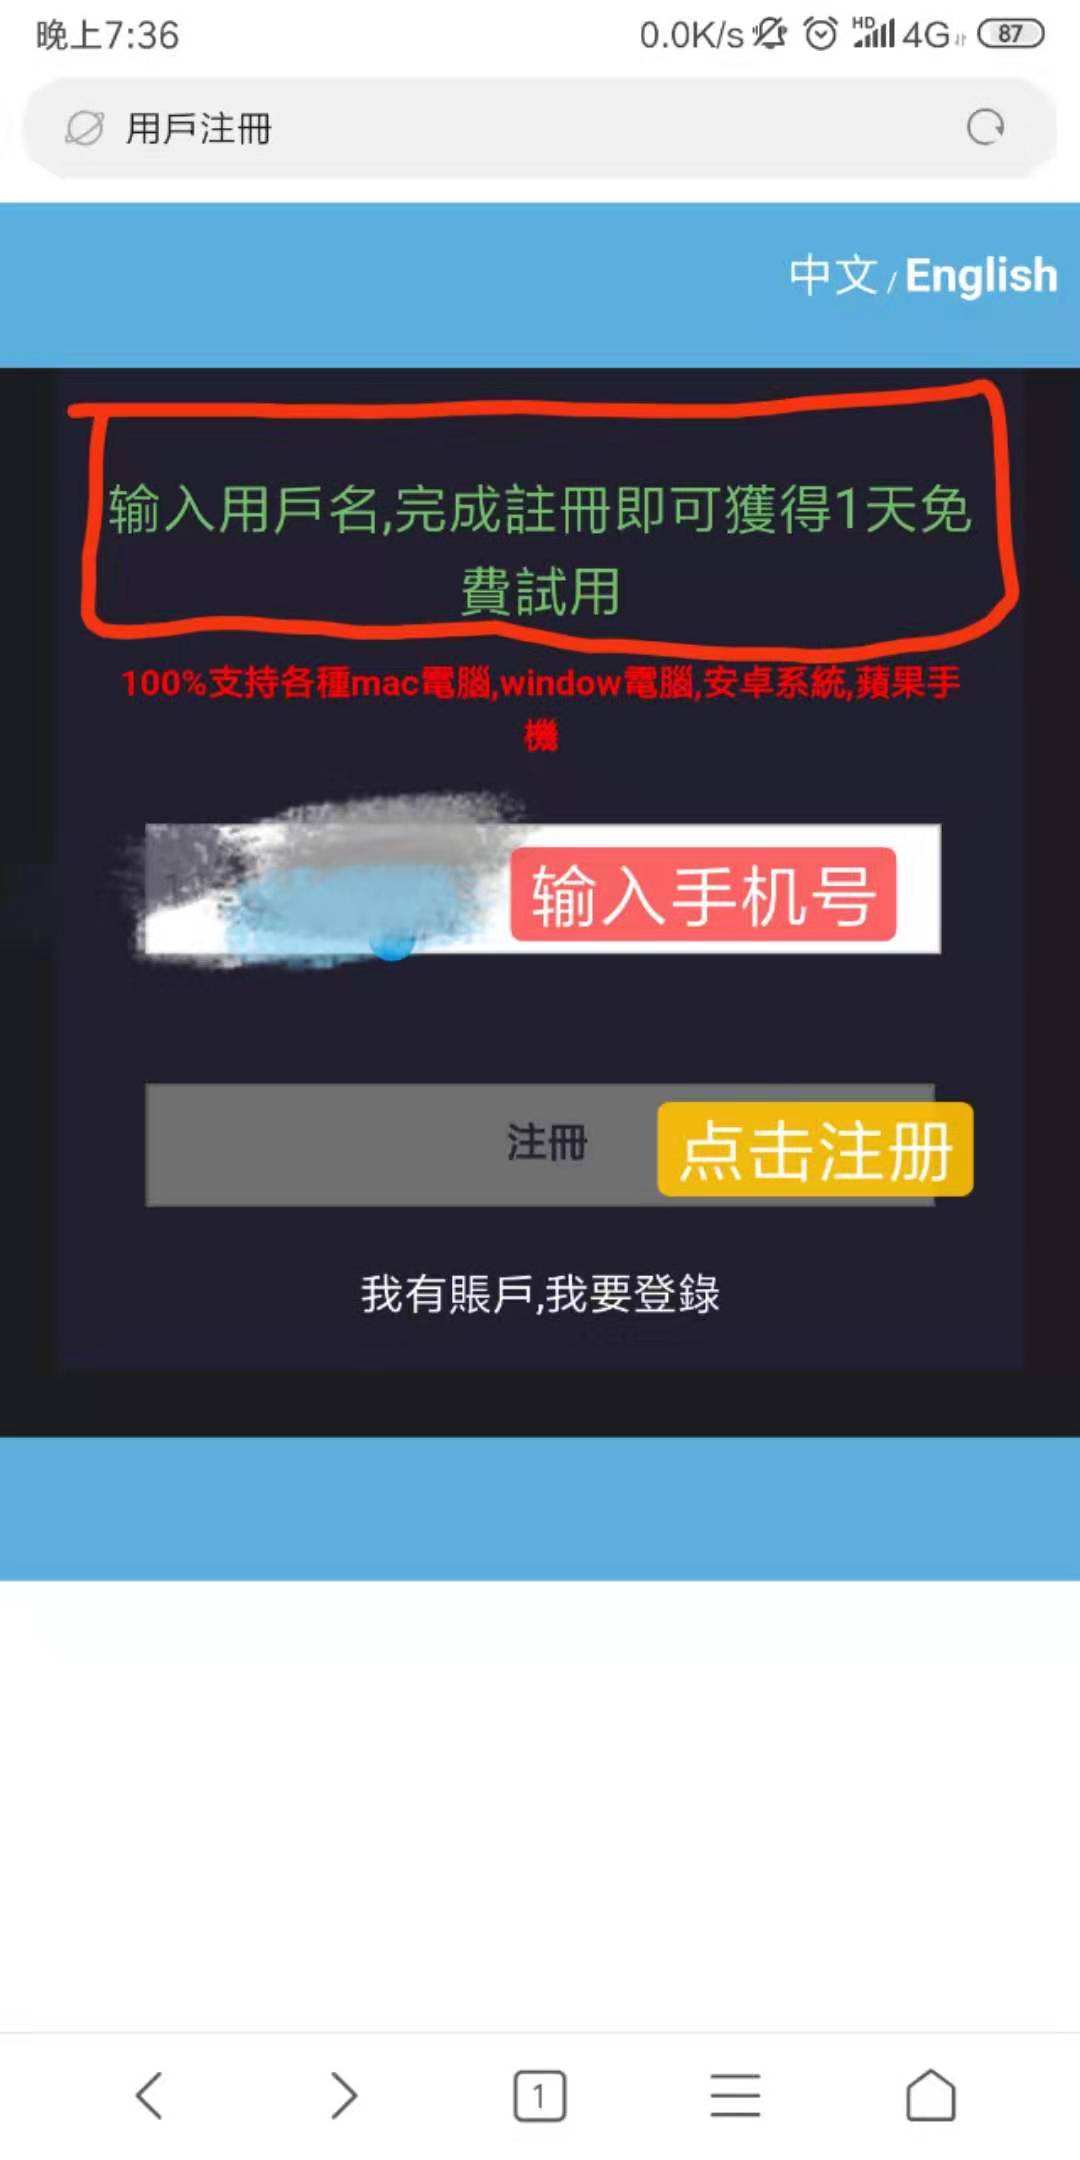 晚上7:36
0.0K/s HD 4G 87
用戶注冊
中文 / English
输入用戶名,完成註冊即可獲得1天免
費試用
100%支持各種mac電腦,window電腦,安卓系統,蘋果手
機
输入手机号
注冊
点击注册
我有賬戶,我要登錄
1